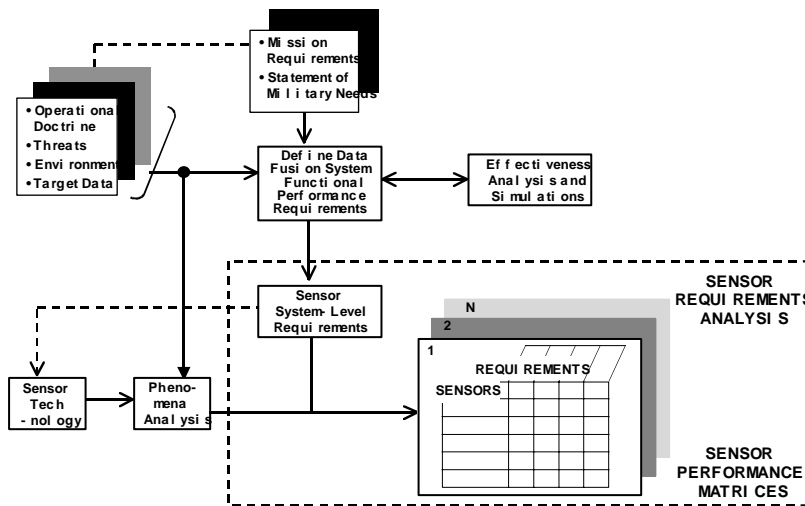 • Mission
Requirements
• Statement of
Military Needs
• Operational
Doctrine
• Threats
• Environment
• Target Data
Define Data
Fusion System
Functional
Performance
Requirements
Effectiveness
Analysis and
Simulations
Sensor
System-Level
Requirements
SENSOR
REQUIREMENTS
ANALYSIS
N
2
1
REQUIREMENTS
SENSORS
Sensor
Tech
-nology
Pheno-
mena
Analysis
SENSOR
PERFORMANCE
MATRICES